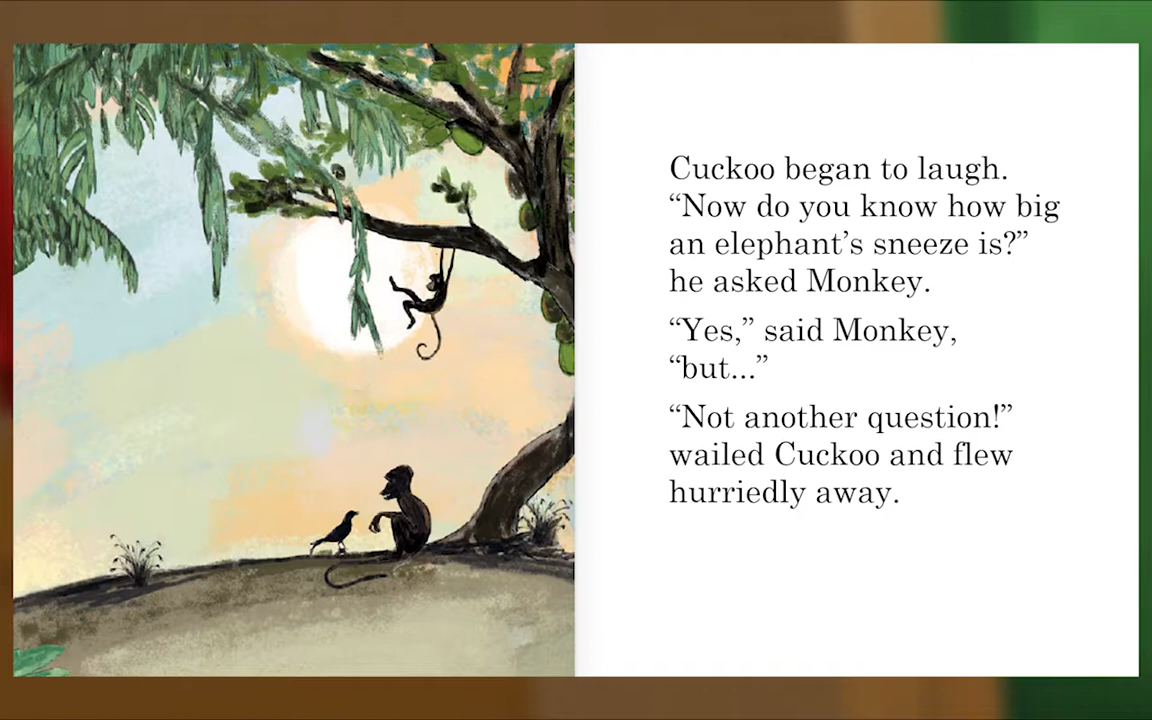 Cuckoo began to laugh.
“Now do you know how big
an elephant’s sneeze is?”
he asked Monkey.
“Yes,” said Monkey,
“but...”
“Not another question!”
wailed Cuckoo and flew
hurriedly away.